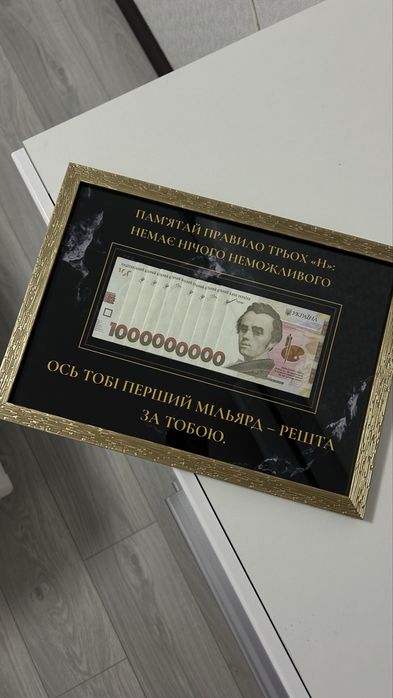 ПАМ'ЯТАЙ ПРАВИЛО ТРЬОХ «Н»:
НЕМАЄ НІЧОГО НЕМОЖЛИВОГО
УКРАЇНА
1000000000
ОСЬ ТОБІ ПЕРШИЙ МІЛЬЯРД – РЕШТА
ЗА ТОБОЮ.